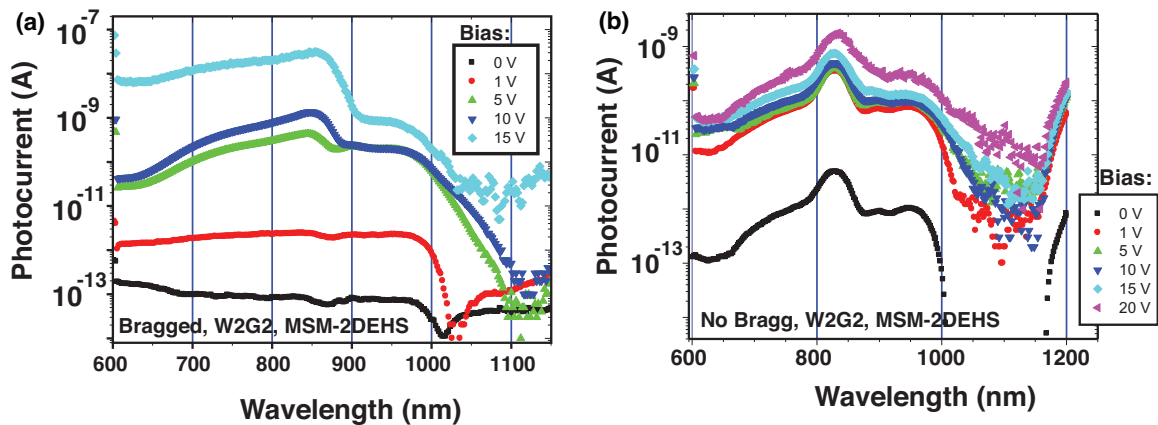 (a)
Photocurrent (A)
10-7
10-9
10-11
10-13
600 700 800 900 1000 1100
Wavelength (nm)
Bias:
0 V
1 V
5 V
10 V
15 V
Bragged, W2G2, MSM-2DEHS
(b)
Photocurrent (A)
10-9
10-11
10-13
600 800 1000 1200
Wavelength (nm)
No Bragg, W2G2, MSM-2DEHS
Bias:
0 V
1 V
5 V
10 V
15 V
20 V